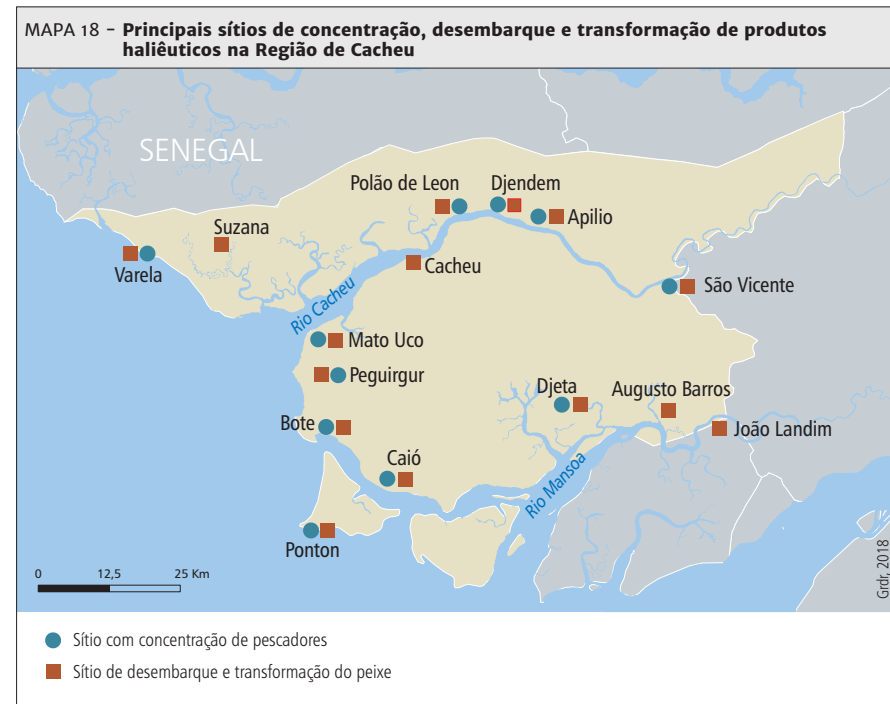 MAPA 18 – Principais sítios de concentração, desembarque e transformação de produtos
haliêuticos na Região de Cacheu
SENEGAL
Polão de Leon
Djendem
Apilio
Suzana
Varela
Cacheu
Rio Cacheu
São Vicente
Mato Uco
Peguirgur
Djeta
Augusto Barros
Bote
João Landim
Caió
Rio Mansoa
Ponton
0 12,5 25 Km
Grdr, 2018
Sítio com concentração de pescadores
Sítio de desembarque e transformação do peixe